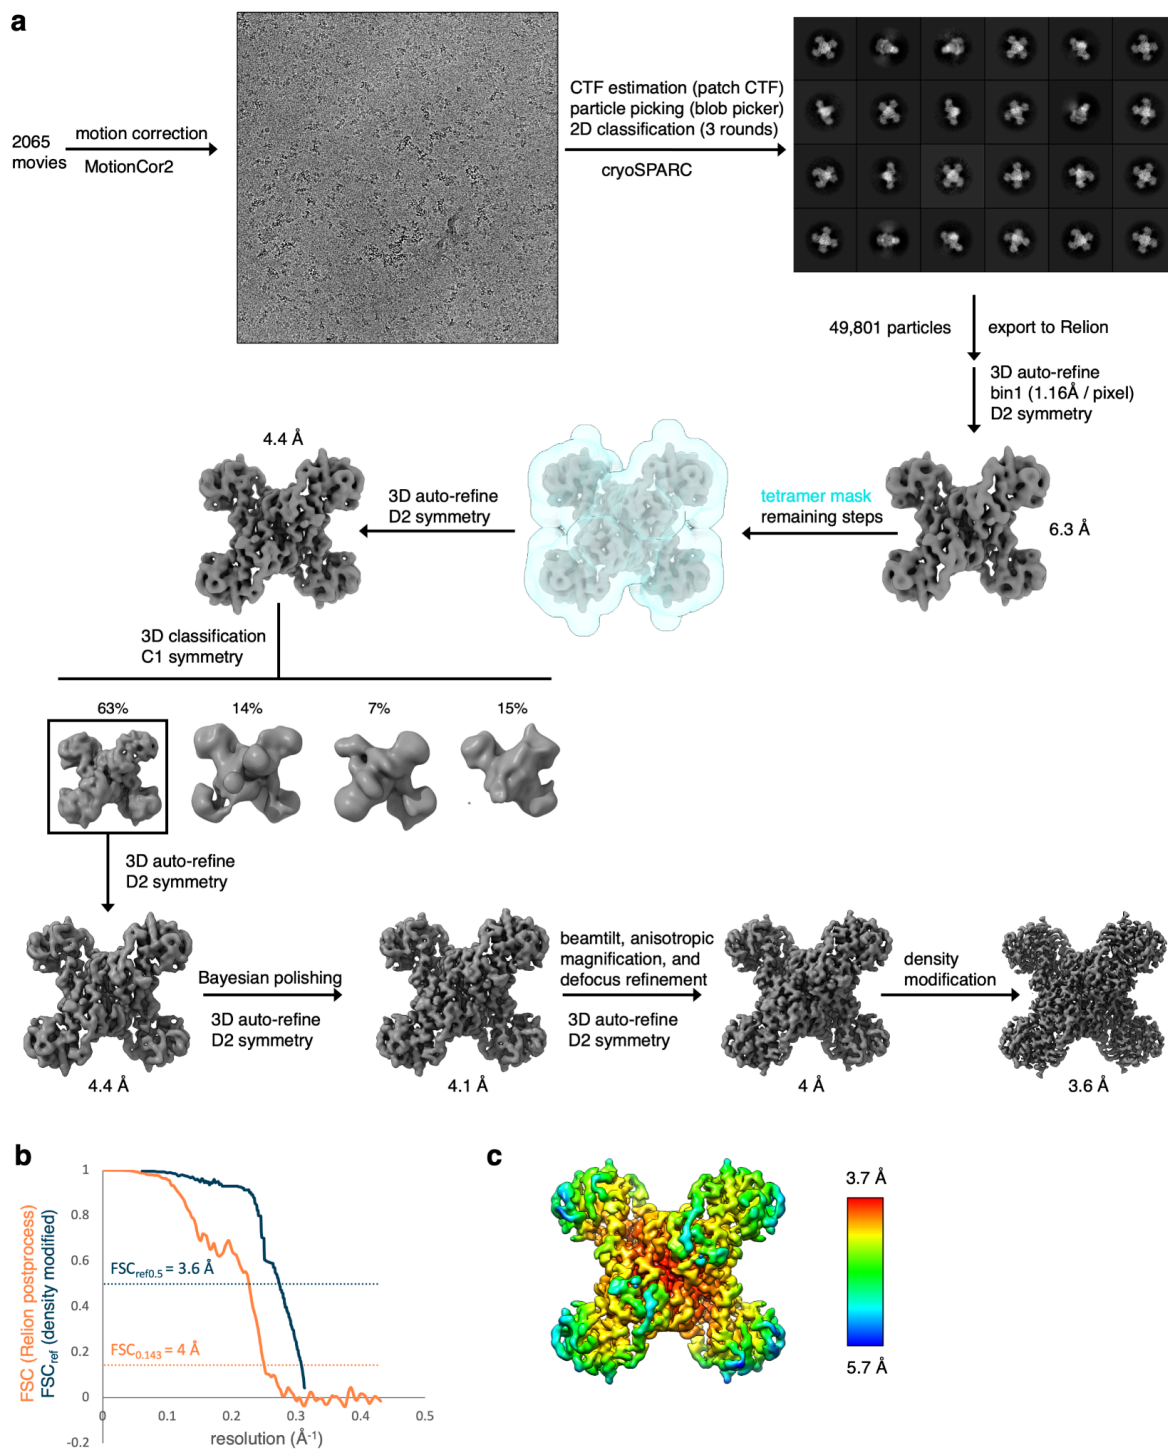 a
2065
movies
motion correction
MotionCor2
CTF estimation (patch CTF)
particle picking (blob picker)
2D classification (3 rounds)
cryoSPARC
49,801 particles
export to Relion
3D auto-refine
bin1 (1.16Å / pixel)
D2 symmetry
6.3 Å
tetramer mask
remaining steps
3D auto-refine
D2 symmetry
4.4 Å
3D classification
C1 symmetry
63%
14%
7%
15%
3D auto-refine
D2 symmetry
4.4 Å
Bayesian polishing
3D auto-refine
D2 symmetry
4.1 Å
beamtilt, anisotropic
magnification, and
defocus refinement
3D auto-refine
D2 symmetry
4 Å
density
modification
3.6 Å
b
FSC (Relion postprocess)
FSCref (density modified)
1
0.8
0.6
0.4
0.2
0
-0.2
FSCref0.5 = 3.6 Å
FSC0.143 = 4 Å
0
0.1
0.2
0.3
0.4
0.5
resolution (Å-1)
c
3.7 Å
5.7 Å